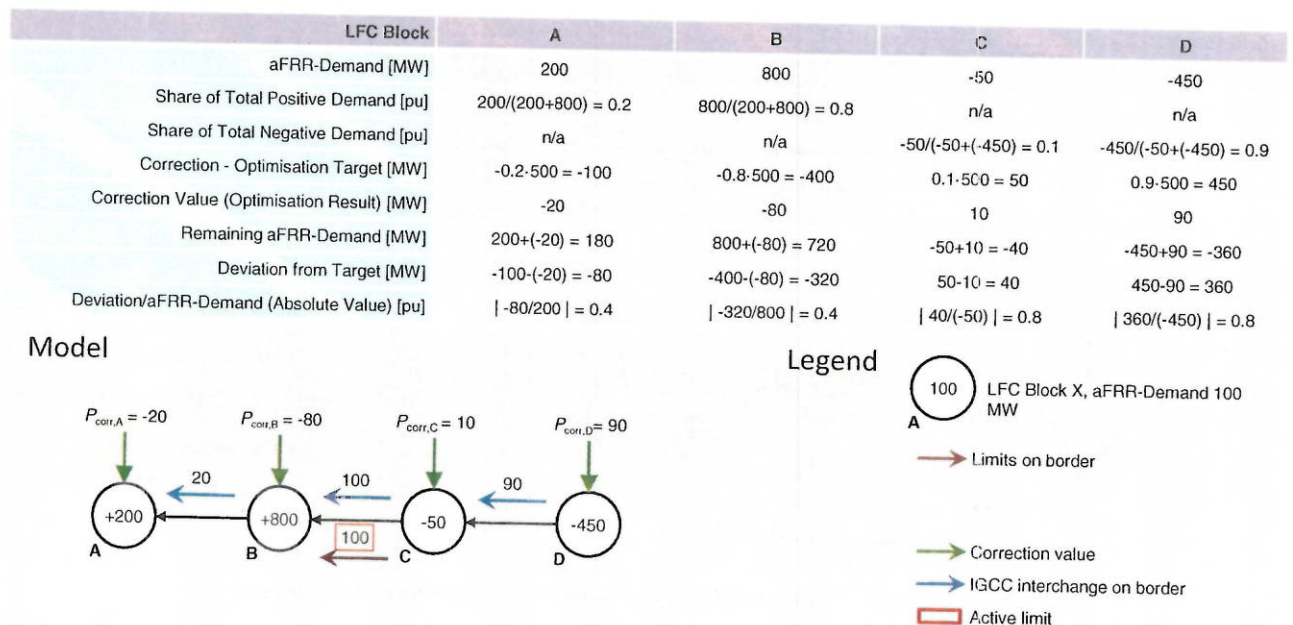 LFC Block A B C D
aFRR-Demand [MW] 200 800 -50 -450
Share of Total Positive Demand [pu] 200/(200+800) = 0.2 800/(200+800) = 0.8 n/a n/a
Share of Total Negative Demand [pu] n/a n/a -50/(-50+(-450) = 0.1 -450/(-50+(-450) = 0.9
Correction - Optimisation Target [MW] -0.2·500 = -100 -0.8·500 = -400 0.1·500 = 50 0.9·500 = 450
Correction Value (Optimisation Result) [MW] -20 -80 10 90
Remaining aFRR-Demand [MW] 200+(-20) = 180 800+(-80) = 720 -50+10 = -40 -450+90 = -360
Deviation from Target [MW] -100-(-20) = -80 -400-(-80) = -320 50-10 = 40 450-90 = 360
Deviation/aFRR-Demand (Absolute Value) [pu] | -80/200 | = 0.4 | -320/800 | = 0.4 | 40/(-50) | = 0.8 | 360/(-450) | = 0.8
Model
Pcorr,A = -20 Pcorr,B = -80 Pcorr,C = 10 Pcorr,D = 90
20 100 90
+200 +800 -50 -450
100
A B C D
Legend
100 LFC Block X, aFRR-Demand 100
MW
A
Limits on border
Correction value
IGCC interchange on border
Active limit